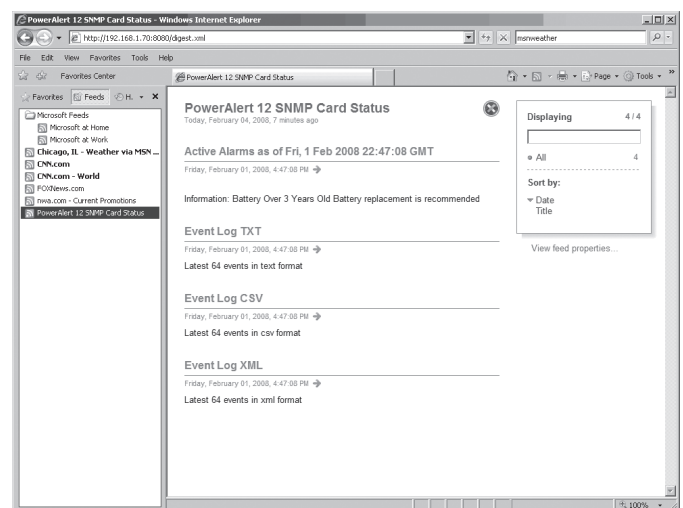 PowerAlert 12 SNMP Card Status - Windows Internet Explorer
http://192.168.1.70:8080/digest.xml
msnweather
File Edit View Favorites Tools Help
Favorites Center
PowerAlert 12 SNMP Card Status
Page Tools
Favorites Feeds H.
Microsoft Feeds
Microsoft at Home
Microsoft at Work
Chicago, IL - Weather via MSN ...
CNN.com
CNN.com - World
FOXNews.com
nwa.com - Current Promotions
PowerAlert 12 SNMP Card Status
PowerAlert 12 SNMP Card Status
Today, February 04, 2008, 7 minutes ago
Active Alarms as of Fri, 1 Feb 2008 22:47:08 GMT
Friday, February 01, 2008, 4:47:08 PM
Information: Battery Over 3 Years Old Battery replacement is recommended
Event Log TXT
Friday, February 01, 2008, 4:47:08 PM
Latest 64 events in text format
Event Log CSV
Friday, February 01, 2008, 4:47:08 PM
Latest 64 events in csv format
Event Log XML
Friday, February 01, 2008, 4:47:08 PM
Latest 64 events in xml format
Displaying 4 / 4
All 4
Sort by:
Date
Title
View feed properties...
100%